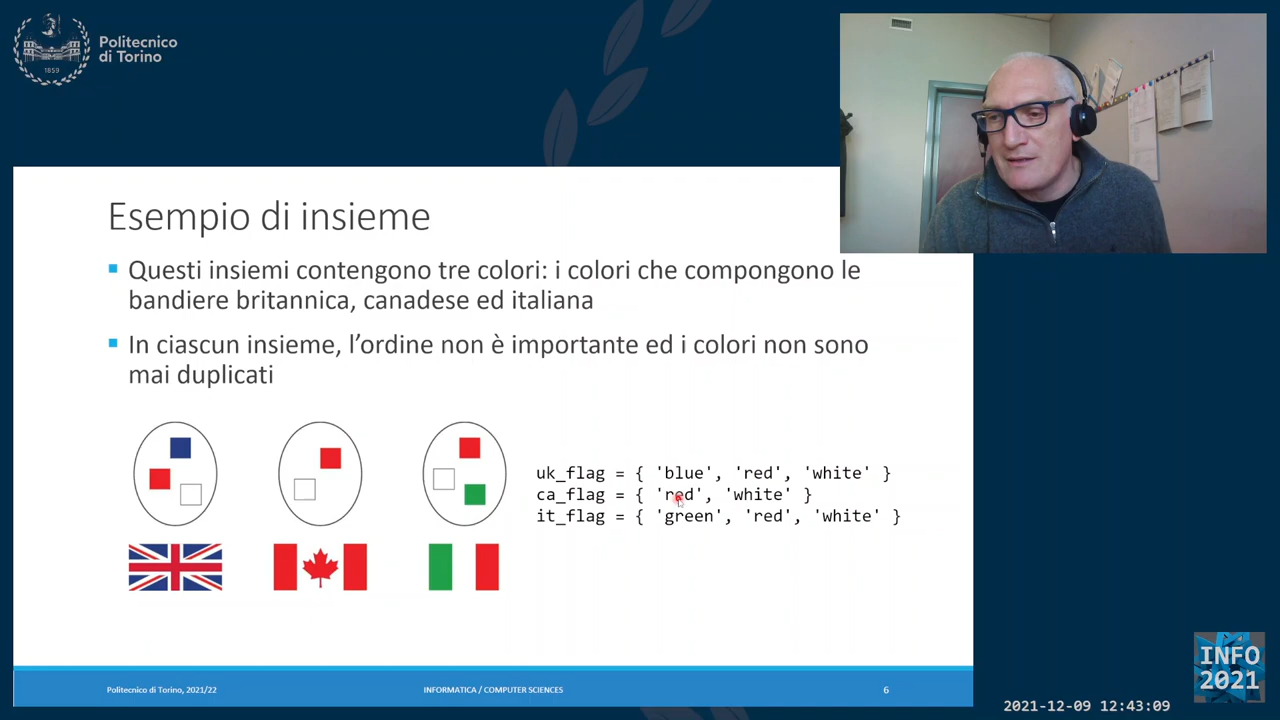 Politecnico
di Torino
1859
Esempio di insieme
Questi insiemi contengono tre colori: i colori che compongono le
bandiere britannica, canadese ed italiana
In ciascun insieme, l'ordine non è importante ed i colori non sono
mai duplicati
uk_flag = { 'blue', 'red', 'white' }
ca_flag = { 'red', 'white' }
it_flag = { 'green', 'red', 'white' }
Politecnico di Torino, 2021/22
INFORMATICA / COMPUTER SCIENCES
6
INFO
2021
2021-12-09 12:43:09